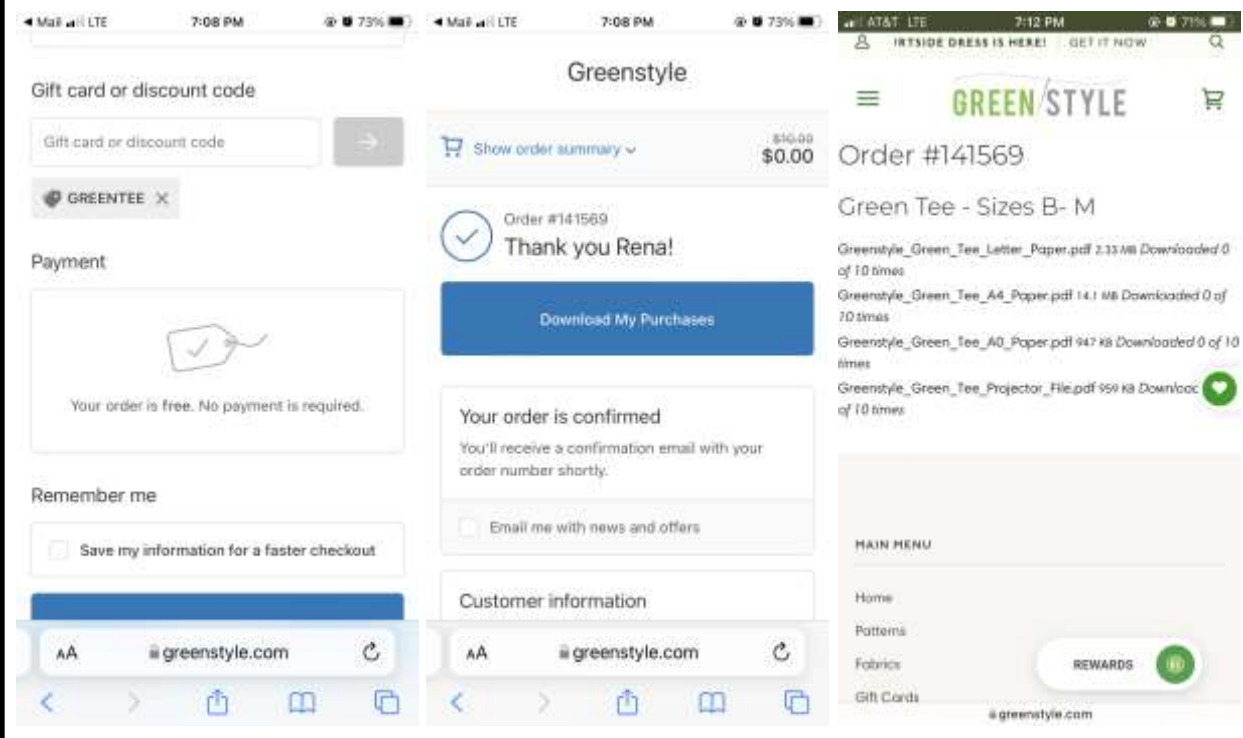 Mail LTE 7:08 PM 73%
Gift card or discount code
Gift card or discount code
GREENTEE
Payment
Your order is free. No payment is required.
Remember me
Save my information for a faster checkout
AA greenstyle.com
Mail LTE 7:08 PM 73%
Greenstyle
Show order summary
$10.00
$0.00
Order #141569
Thank you Rena!
Download My Purchases
Your order is confirmed
You'll receive a confirmation email with your
order number shortly.
Email me with news and offers
Customer information
AA greenstyle.com
AT&T LTE 7:12 PM 71%
IRTSIDE DRESS IS HERE! GET IT NOW
GREEN STYLE
Order #141569
Green Tee - Sizes B- M
Greenstyle_Green_Tee_Letter_Paper.pdf 2.33 MB Downloaded 0
of 10 times
Greenstyle_Green_Tee_A4_Paper.pdf 14.1 MB Downloaded 0 of
10 times
Greenstyle_Green_Tee_A0_Paper.pdf 947 KB Downloaded 0 of 10
times
Greenstyle_Green_Tee_Projector_File.pdf 959 KB Downloac
of 10 times
MAIN MENU
Home
Patterns
Fabrics
Gift Cards
REWARDS
greenstyle.com